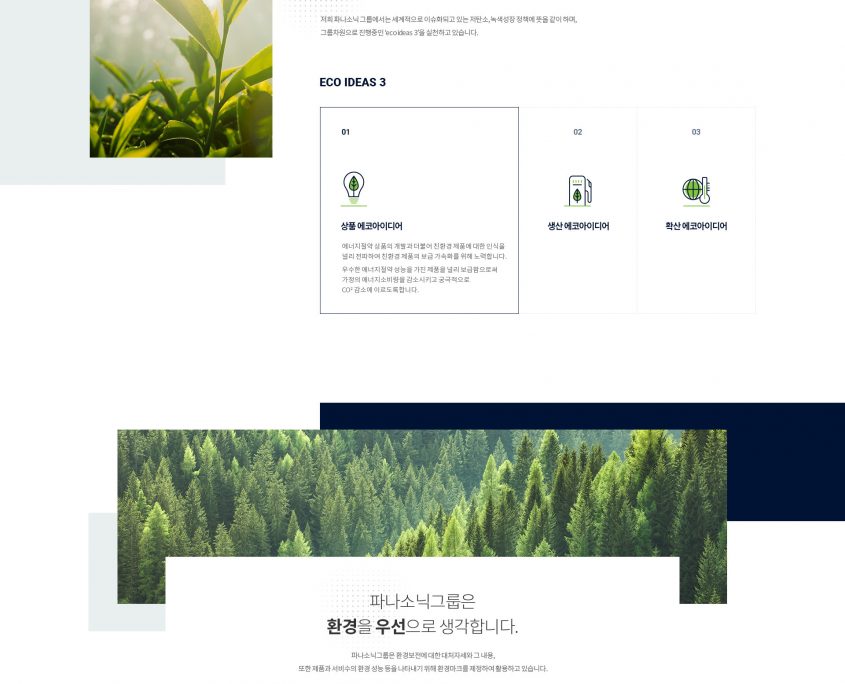 저희 파나소닉 그룹에서는 세계적으로 이슈화되고 있는 저탄소,녹색성장 정책에 뜻을 같이 하며,
그룹차원으로 진행중인 'eco ideas 3'을 실천하고 있습니다.
ECO IDEAS 3
01
02
03
상품 에코아이디어
생산 에코아이디어
확산 에코아이디어
에너지절약 상품의 개발과 더불어 친환경 제품에 대한 인식을
널리 전파하여 친환경 제품의 보급 가속화를 위해 노력합니다.
우수한 에너지절약 성능을 가진 제품을 널리 보급함으로써
가정의 에너지소비량을 감소시키고 궁극적으로
CO² 감소에 이르도록합니다.
파나소닉그룹은
환경을 우선으로 생각합니다.
파나소닉그룹은 환경보전에 대한 대처자세와 그 내용,
또한 제품과 서비스의 환경 성능 등을 나타내기 위해 환경마크를 제정하여 활용하고 있습니다.